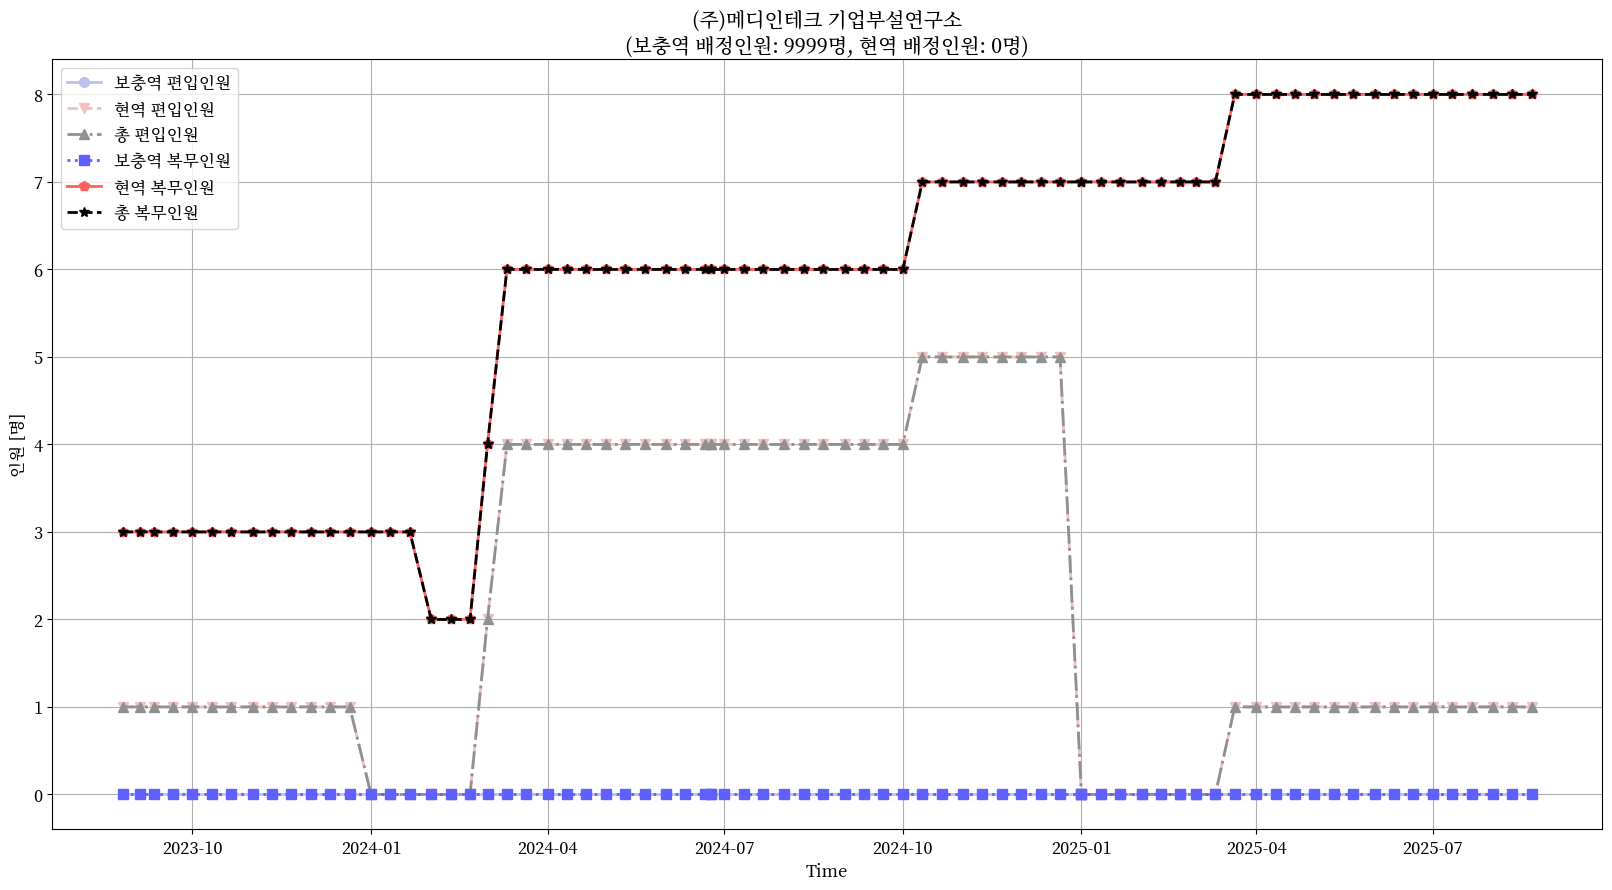 (주)메디인테크 기업부설연구소
(보충역 배정인원: 9999명, 현역 배정인원: 0명)
보충역 편입인원
현역 편입인원
총 편입인원
보충역 복무인원
현역 복무인원
총 복무인원
인원 [명]
8
7
6
5
4
3
2
1
0
2023-10
2024-01
2024-04
2024-07
2024-10
2025-01
2025-04
2025-07
Time